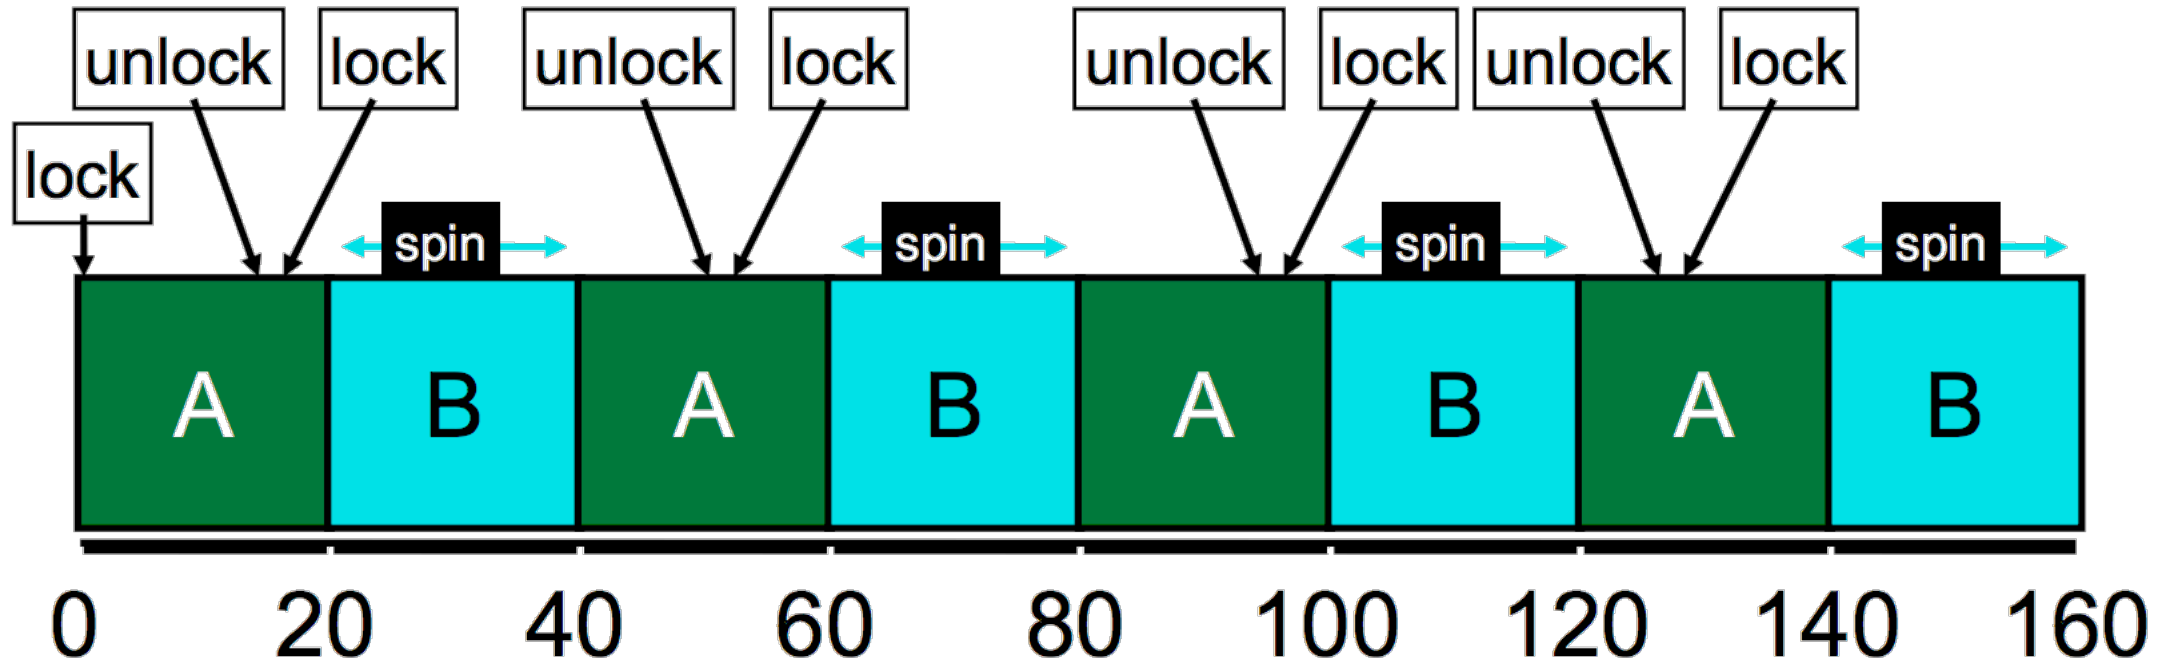 unlock lock unlock lock unlock lock unlock lock
lock
spin spin spin spin
A B A B A B A B
0 20 40 60 80 100 120 140 160